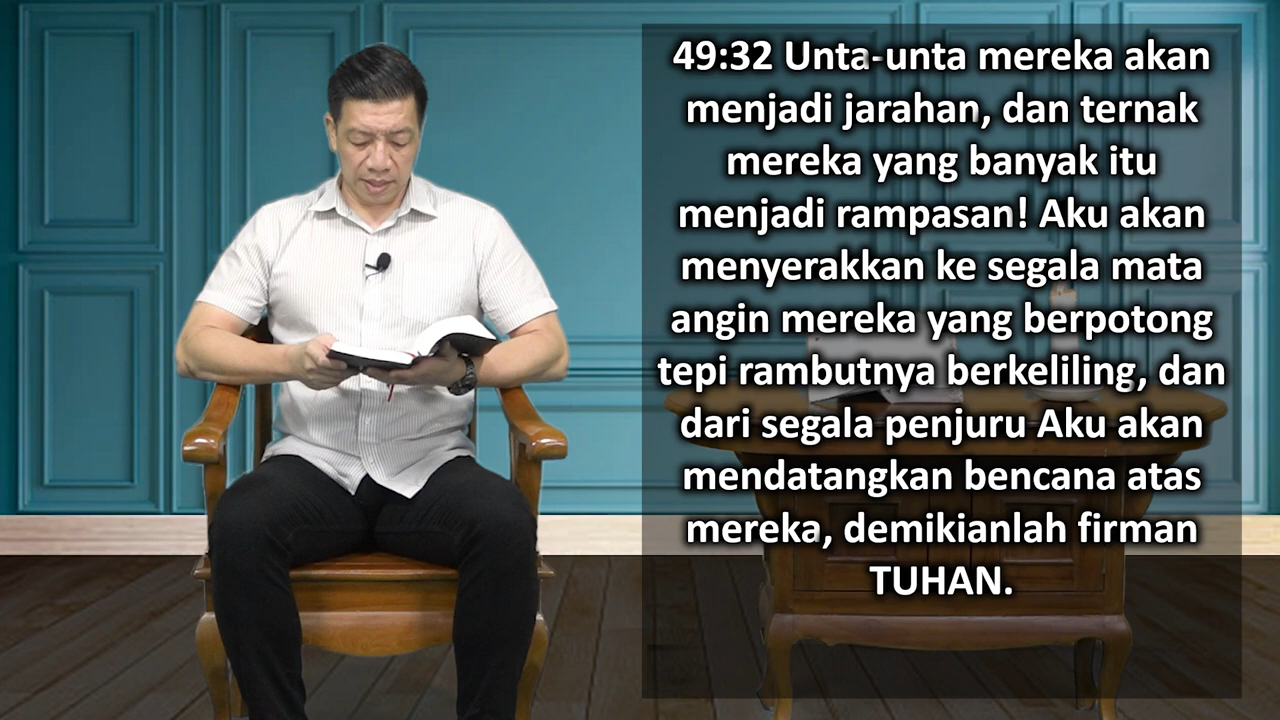 49:32 Unta-unta mereka akan
menjadi jarahan, dan ternak
mereka yang banyak itu
menjadi rampasan! Aku akan
menyerakkan ke segala mata
angin mereka yang berpotong
tepi rambutnya berkeliling, dan
dari segala penjuru Aku akan
mendatangkan bencana atas
mereka, demikianlah firman
TUHAN.